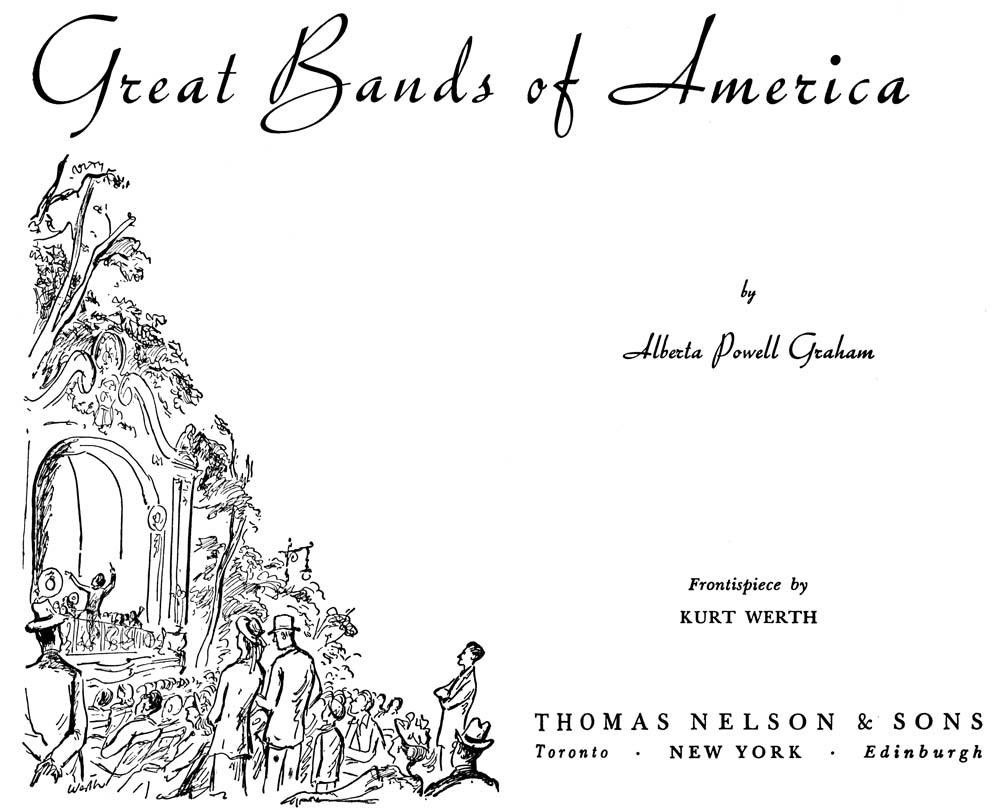 Great Bands of America
by
Alberta Powell Graham
Frontispiece by
KURT WERTH
THOMAS NELSON & SONS
Toronto · NEW YORK · Edinburgh
Werth